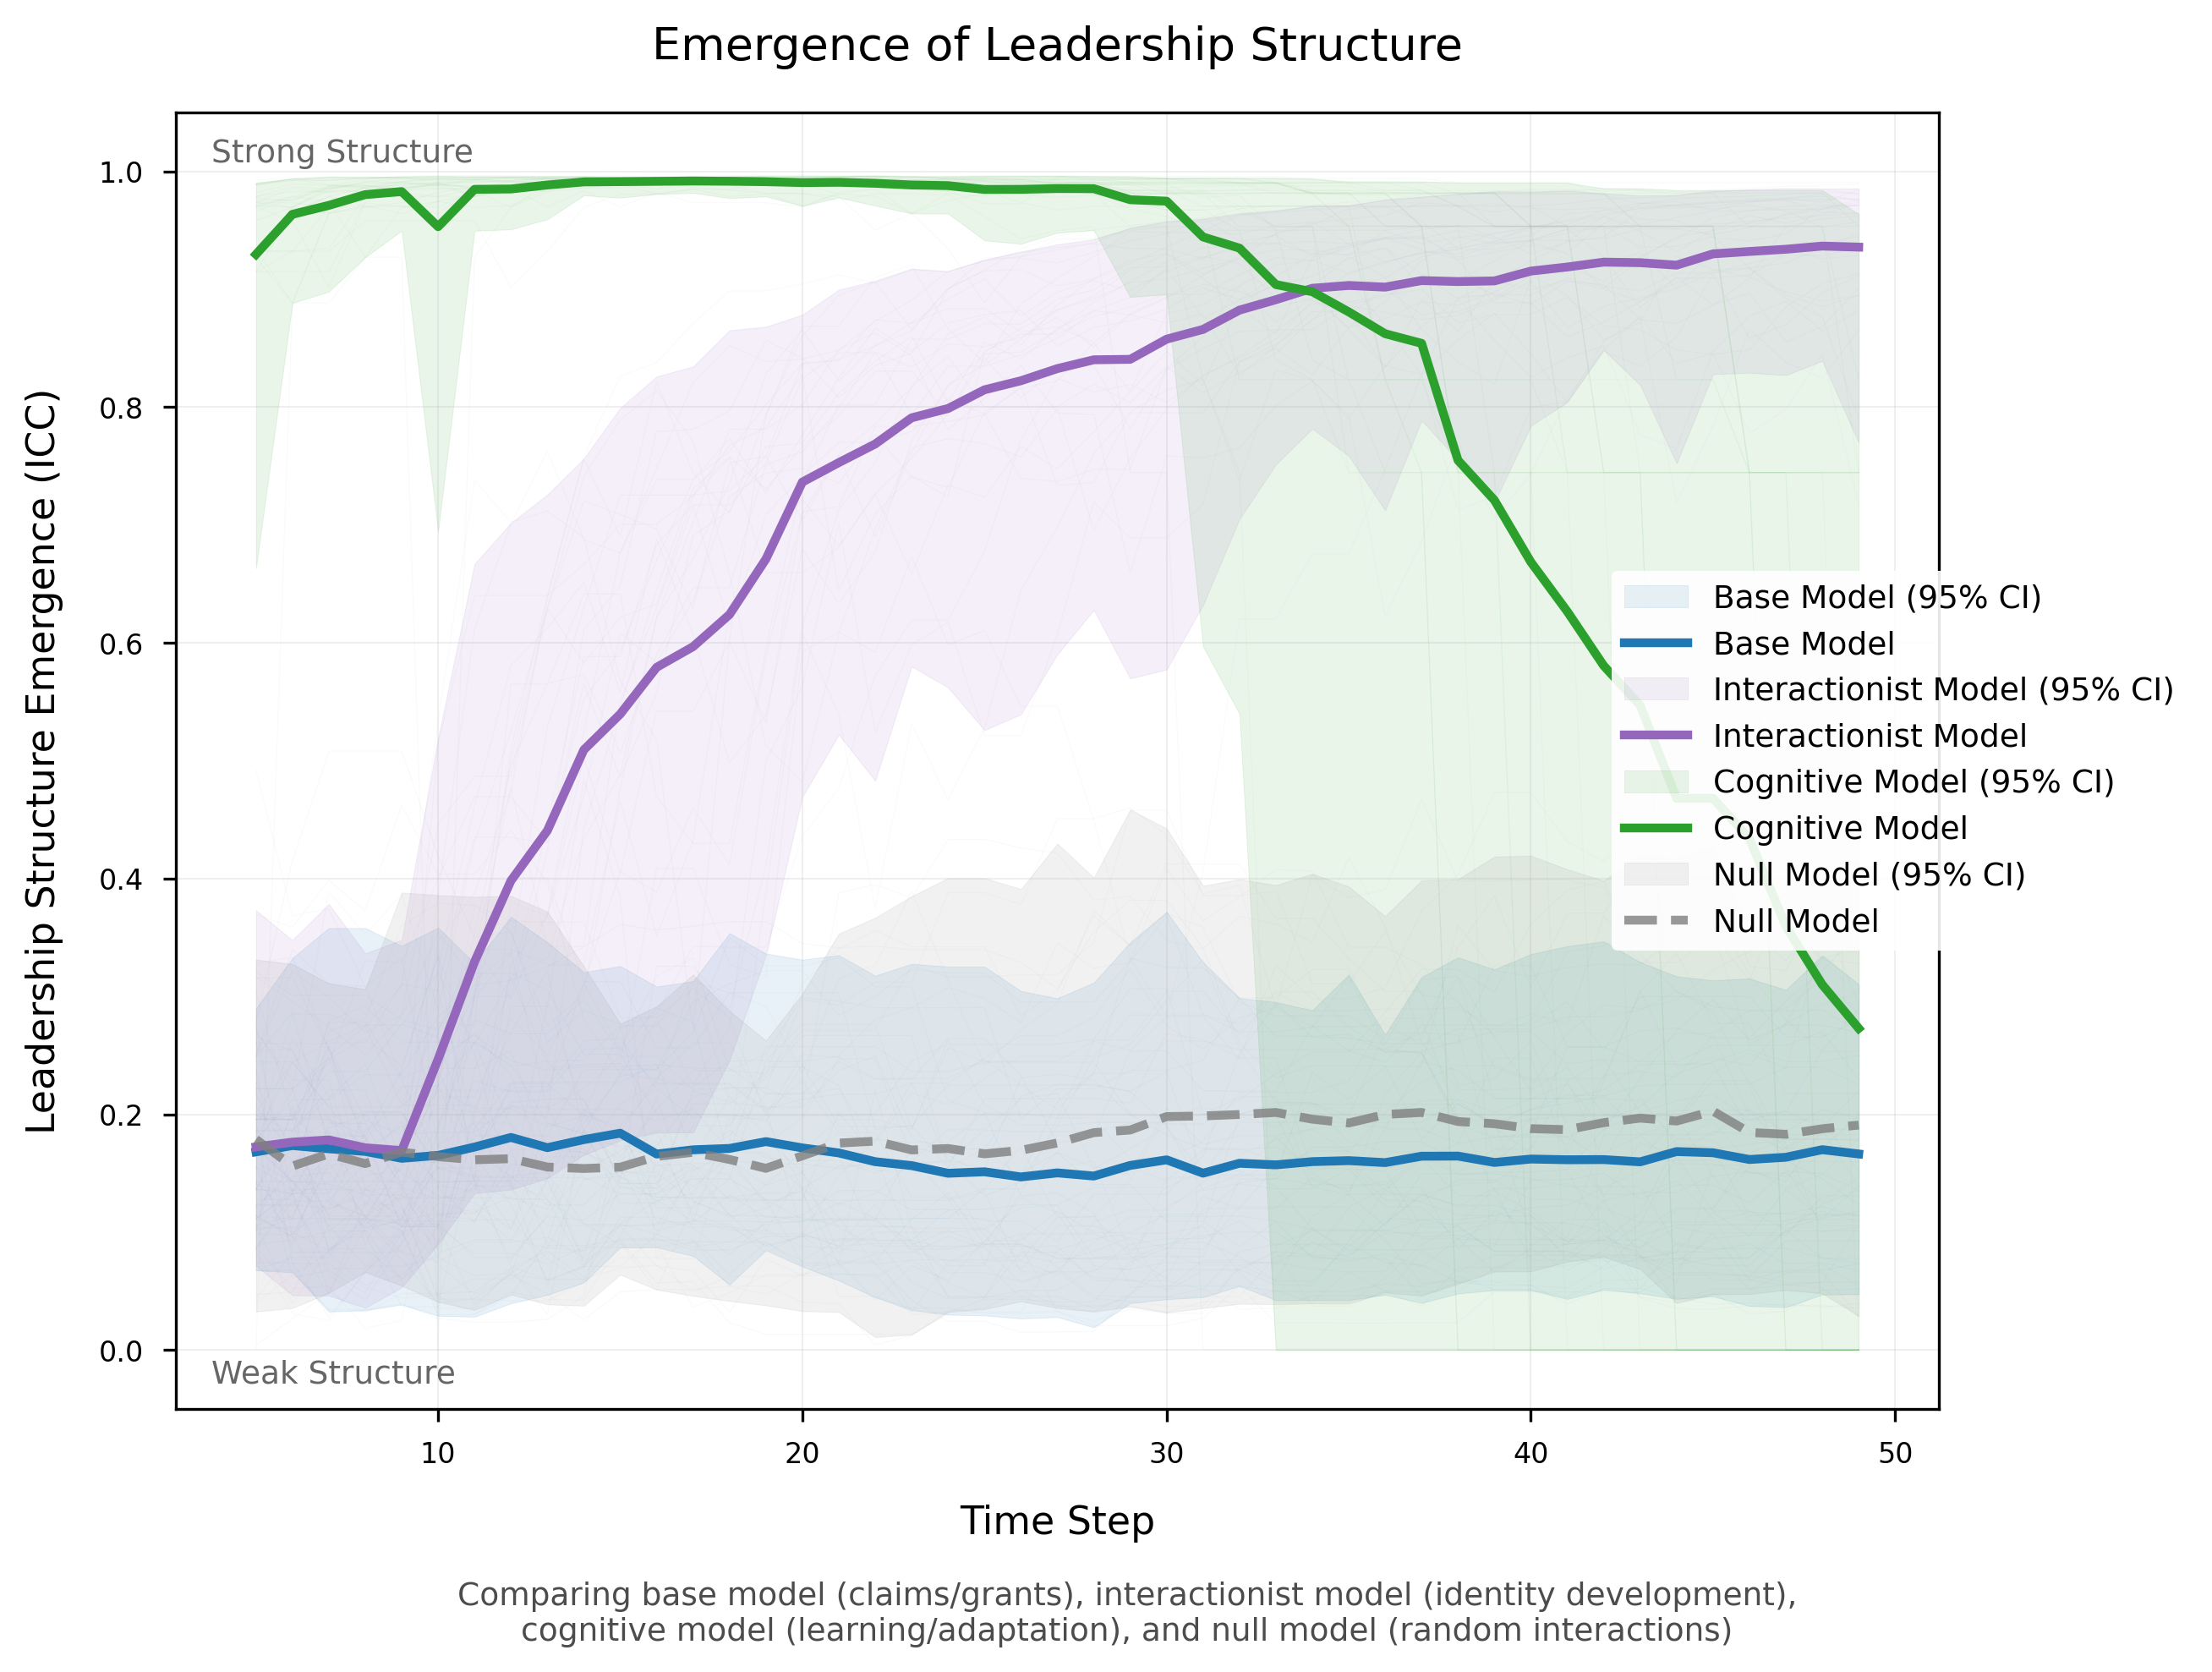 Emergence of Leadership Structure
Strong Structure
1.0
0.8
0.6
0.4
0.2
0.0
Leadership Structure Emergence (ICC)
Base Model (95% CI)
Base Model
Interactionist Model (95% CI)
Interactionist Model
Cognitive Model (95% CI)
Cognitive Model
Null Model (95% CI)
Null Model
Weak Structure
10 20 30 40 50
Time Step
Comparing base model (claims/grants), interactionist model (identity development),
cognitive model (learning/adaptation), and null model (random interactions)